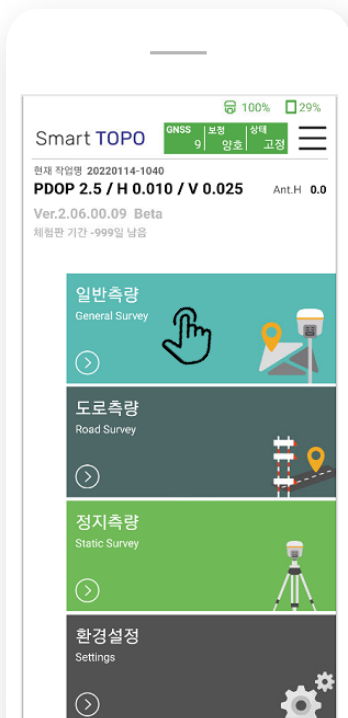 100% 29%
Smart TOPO
GNSS 9 보정 양호 상태 고정
현재 작업명 20220114-1040
PDOP 2.5 / H 0.010 / V 0.025 Ant.H 0.0
Ver.2.06.00.09 Beta
체험판 기간 -999일 남음
일반측량
General Survey
도로측량
Road Survey
정지측량
Static Survey
환경설정
Settings